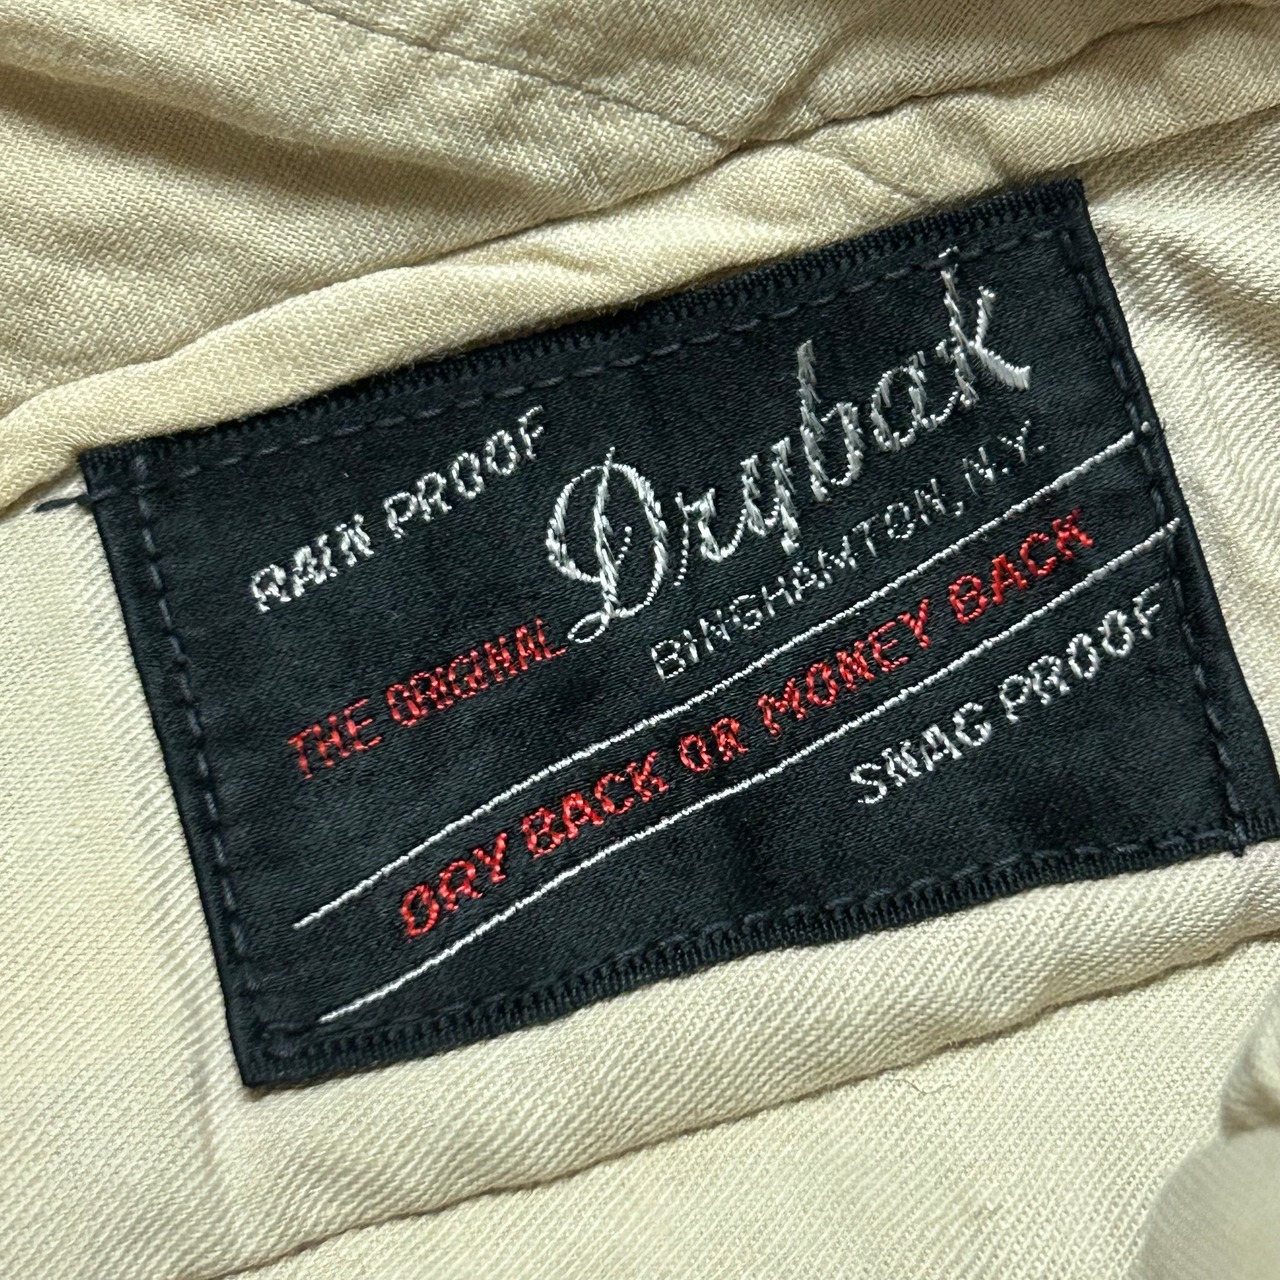 RAIN PROOF
THE ORIGINAL Drybak
BINGHAMTON, N.Y.
DRY BACK OR MONEY BACK
SNAG PROOF